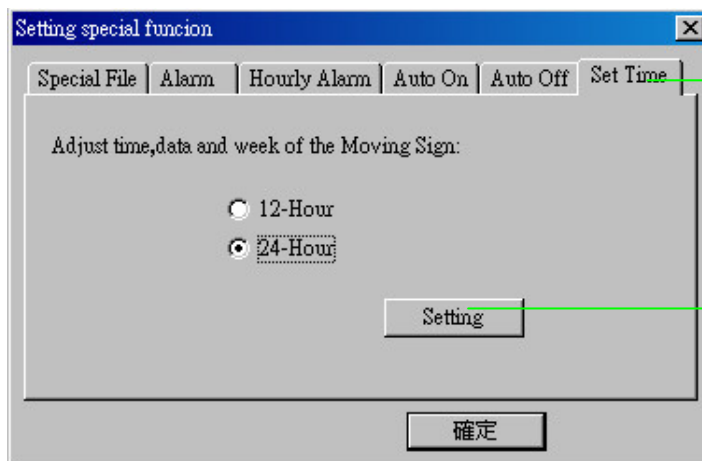 Setting special funcion
Special File Alarm Hourly Alarm Auto On Auto Off Set Time
Adjust time,data and week of the Moving Sign:
12-Hour
24-Hour
Setting
確定